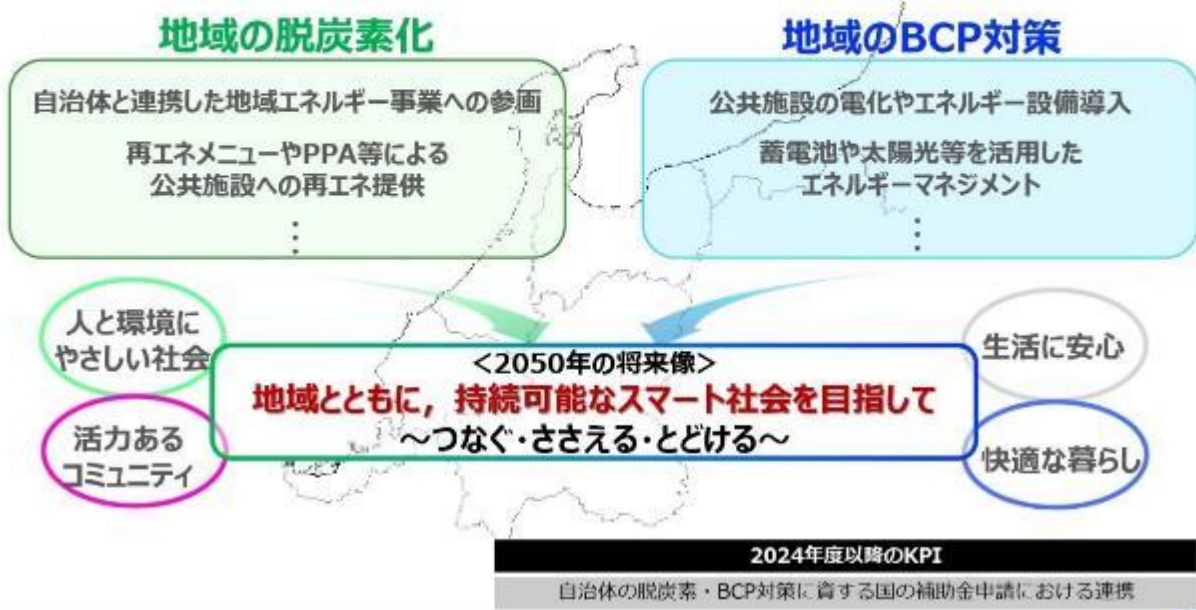 地域の脱炭素化
自治体と連携した地域エネルギー事業への参画
再エネメニューやPPA等による
公共施設への再エネ提供
⋮
地域のBCP対策
公共施設の電化やエネルギー設備導入
蓄電池や太陽光等を活用した
エネルギーマネジメント
⋮
人と環境に
やさしい社会
活力ある
コミュニティ
<2050年の将来像>
地域とともに，持続可能なスマート社会を目指して
～つなぐ・ささえる・とどける～
生活に安心
快適な暮らし
2024年度以降のKPI
自治体の脱炭素・BCP対策に資する国の補助金申請における連携